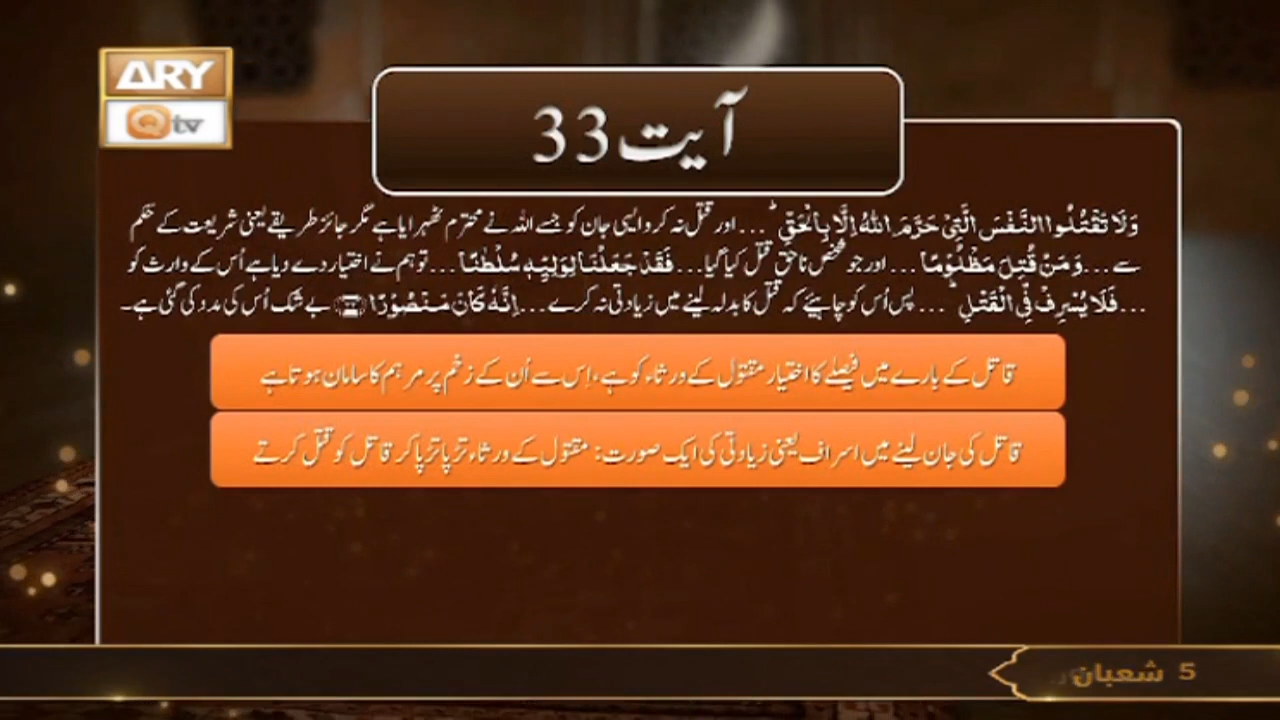 ARY
Qtv
آیت 33
وَلَا تَقْتُلُوا النَّفْسَ الَّتِیْ حَرَّمَ اللّٰهُ اِلَّا بِالْحَقِّ ؕ ... اور قتل نہ کرو ایسی جان کو جسے اللہ نے محترم ٹھہرایا ہے مگر جائز طریقے یعنی شریعت کے حکم
سے ... وَ مَنْ قُتِلَ مَظْلُوْمًا ... اور جو شخص ناحق قتل کیا گیا ... فَقَدْ جَعَلْنَا لِوَلِیِّهٖ سُلْطٰنًا ... تو ہم نے اختیار دے دیا ہے اُس کے وارث کو
... فَلَا یُسْرِفْ فِّی الْقَتْلِ ؕ ... پس اُس کو چاہیئے کہ قتل کا بدلہ لینے میں زیادتی نہ کرے ... اِنَّهٗ كَانَ مَنْصُوْرًا ۝۳۳ بے شک اُس کی مدد کی گئی ہے۔
قاتل کے بارے میں فیصلے کا اختیار مقتول کے ورثاء کو ہے، اِس سے اُن کے زخم پر مرہم کا سامان ہوتا ہے
قاتل کی جان لینے میں اسراف یعنی زیادتی کی ایک صورت: مقتول کے ورثاء تڑپا تڑپا کر قاتل کو قتل کرتے
5 شعبان